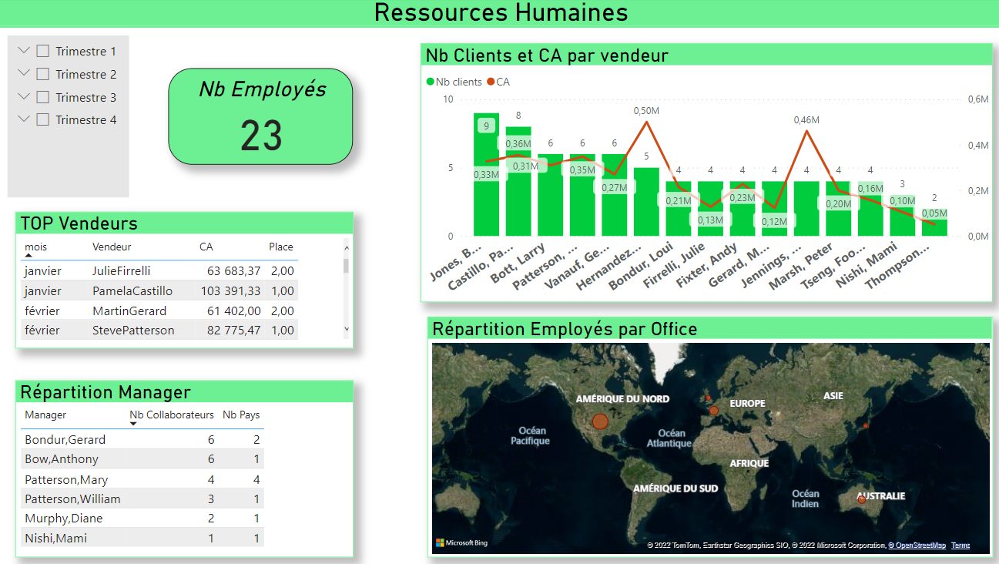 Ressources Humaines
Trimestre 1
Trimestre 2
Trimestre 3
Trimestre 4
Nb Employés
23
TOP Vendeurs
mois Vendeur CA Place
janvier JulieFirrelli 63 683,37 2,00
janvier PamelaCastillo 103 391,33 1,00
février MartinGerard 61 402,00 2,00
février StevePatterson 82 775,47 1,00
Répartition Manager
Manager Nb Collaborateurs Nb Pays
Bondur,Gerard 6 2
Bow,Anthony 6 1
Patterson,Mary 4 4
Patterson,William 3 1
Murphy,Diane 2 1
Nishi,Mami 1 1
Nb Clients et CA par vendeur
Nb clients CA
10
5
0
0,6M
0,4M
0,2M
0,0M
9 8 6 6 6 5 4 4 4 4 4 4 4 3 2
0,33M 0,36M 0,31M 0,35M 0,27M 0,50M 0,21M 0,13M 0,23M 0,12M 0,46M 0,20M 0,16M 0,10M 0,05M
Jones, B...
Castillo, Pa...
Bott, Larry
Patterson, ...
Vanauf, Ge...
Hernandez...
Bondur, Loui
Firrelli, Julie
Fixter, Andy
Gerard, M...
Jennings, ...
Marsh, Peter
Tseng, Foo...
Nishi, Mami
Thompson...
Répartition Employés par Office
AMÉRIQUE DU NORD
EUROPE
ASIE
Océan
Pacifique
Océan
Atlantique
AFRIQUE
AMÉRIQUE DU SUD
Océan
Indien
AUSTRALIE
Microsoft Bing
© 2022 TomTom, Earthstar Geographics SIO, © 2022 Microsoft Corporation, © OpenStreetMap Terms